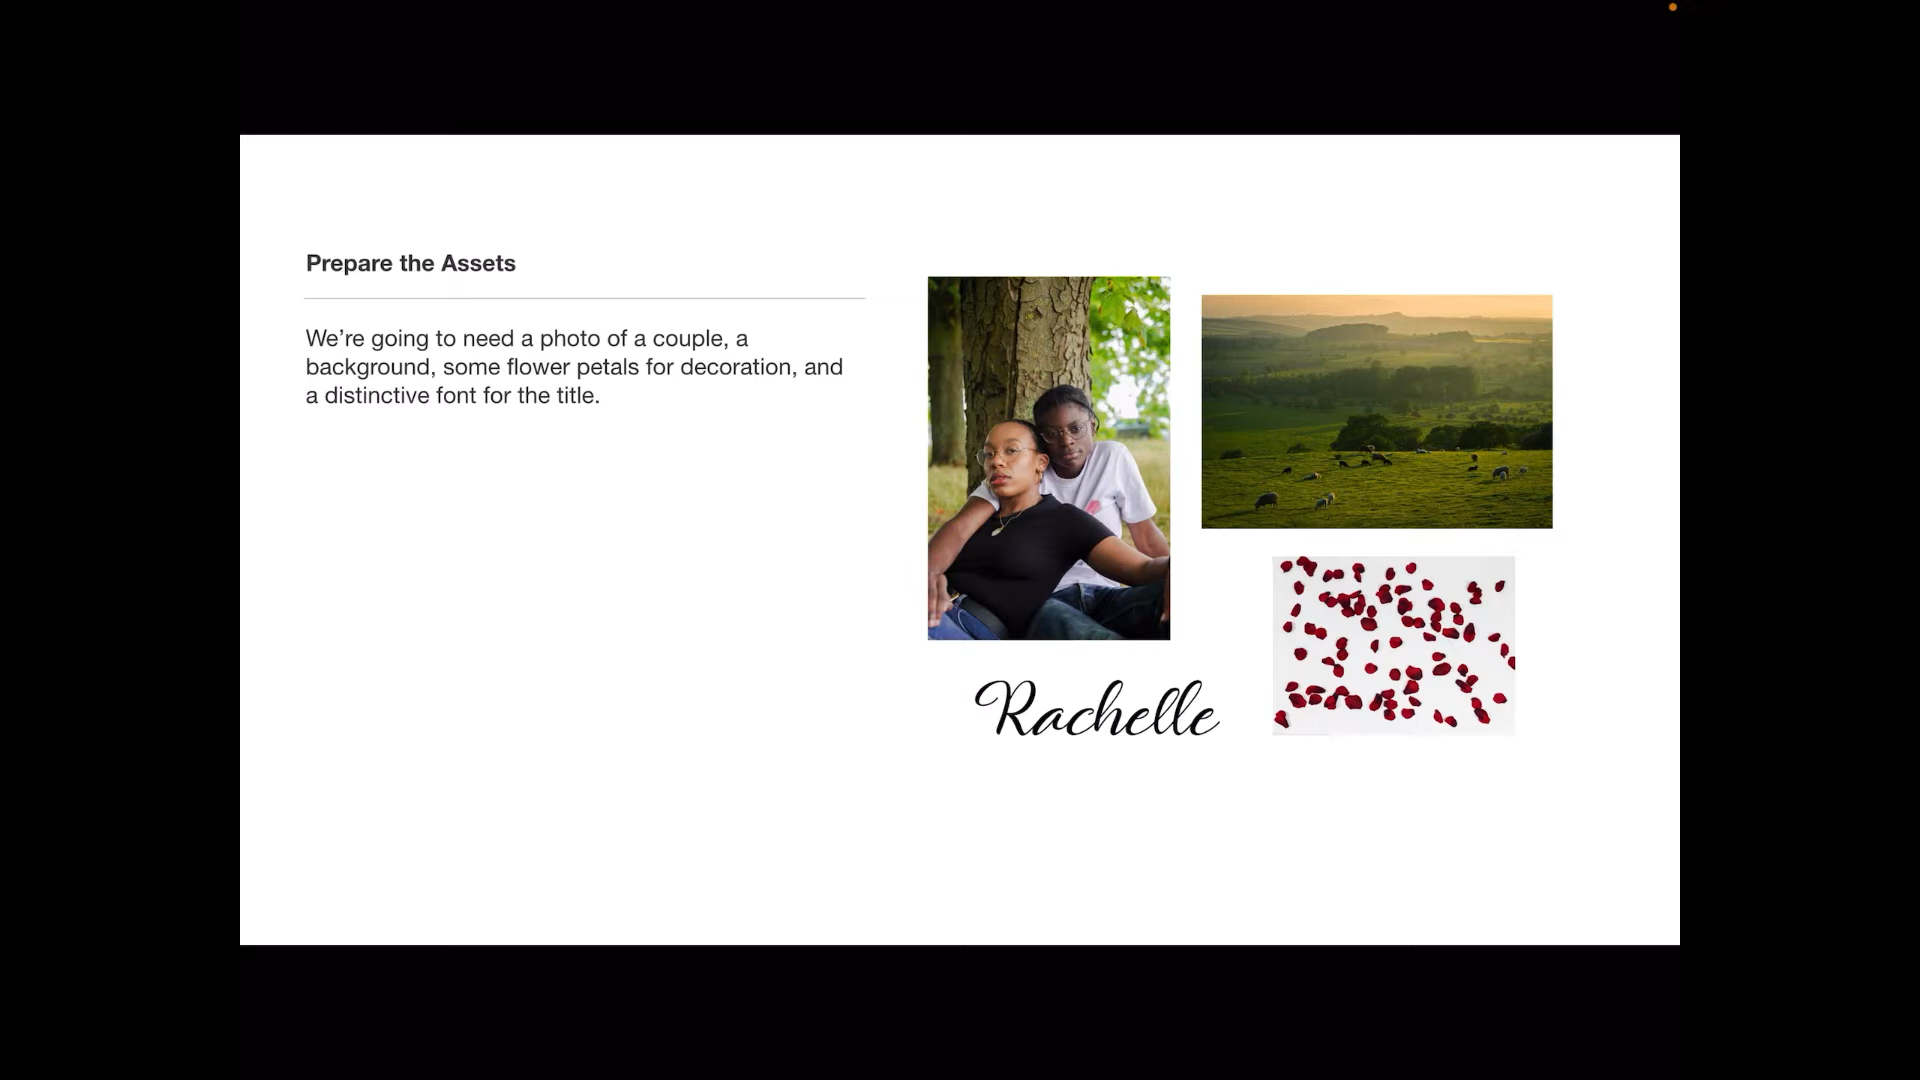 Prepare the Assets
We’re going to need a photo of a couple, a
background, some flower petals for decoration, and
a distinctive font for the title.
Rachelle